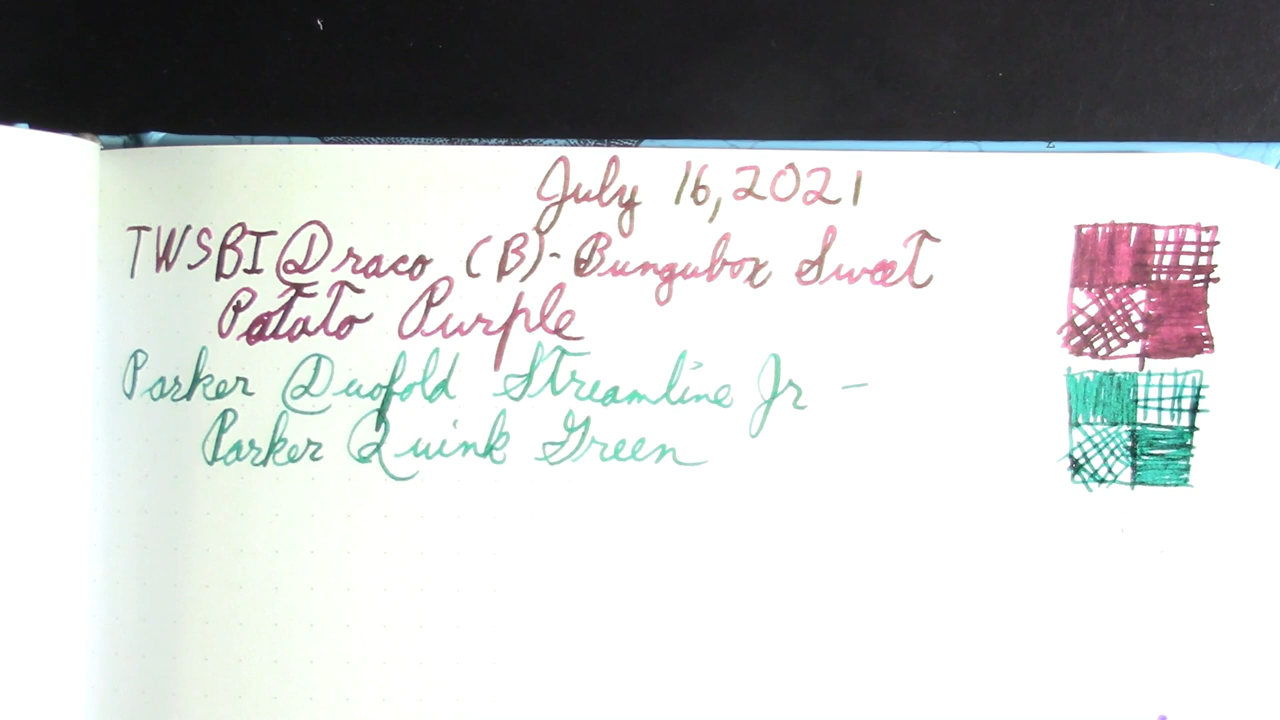 July 16, 2021
TWSBI Draco (B) - Bungubox Sweet
Potato Purple
Parker Duofold Streamline Jr -
Parker Quink Green